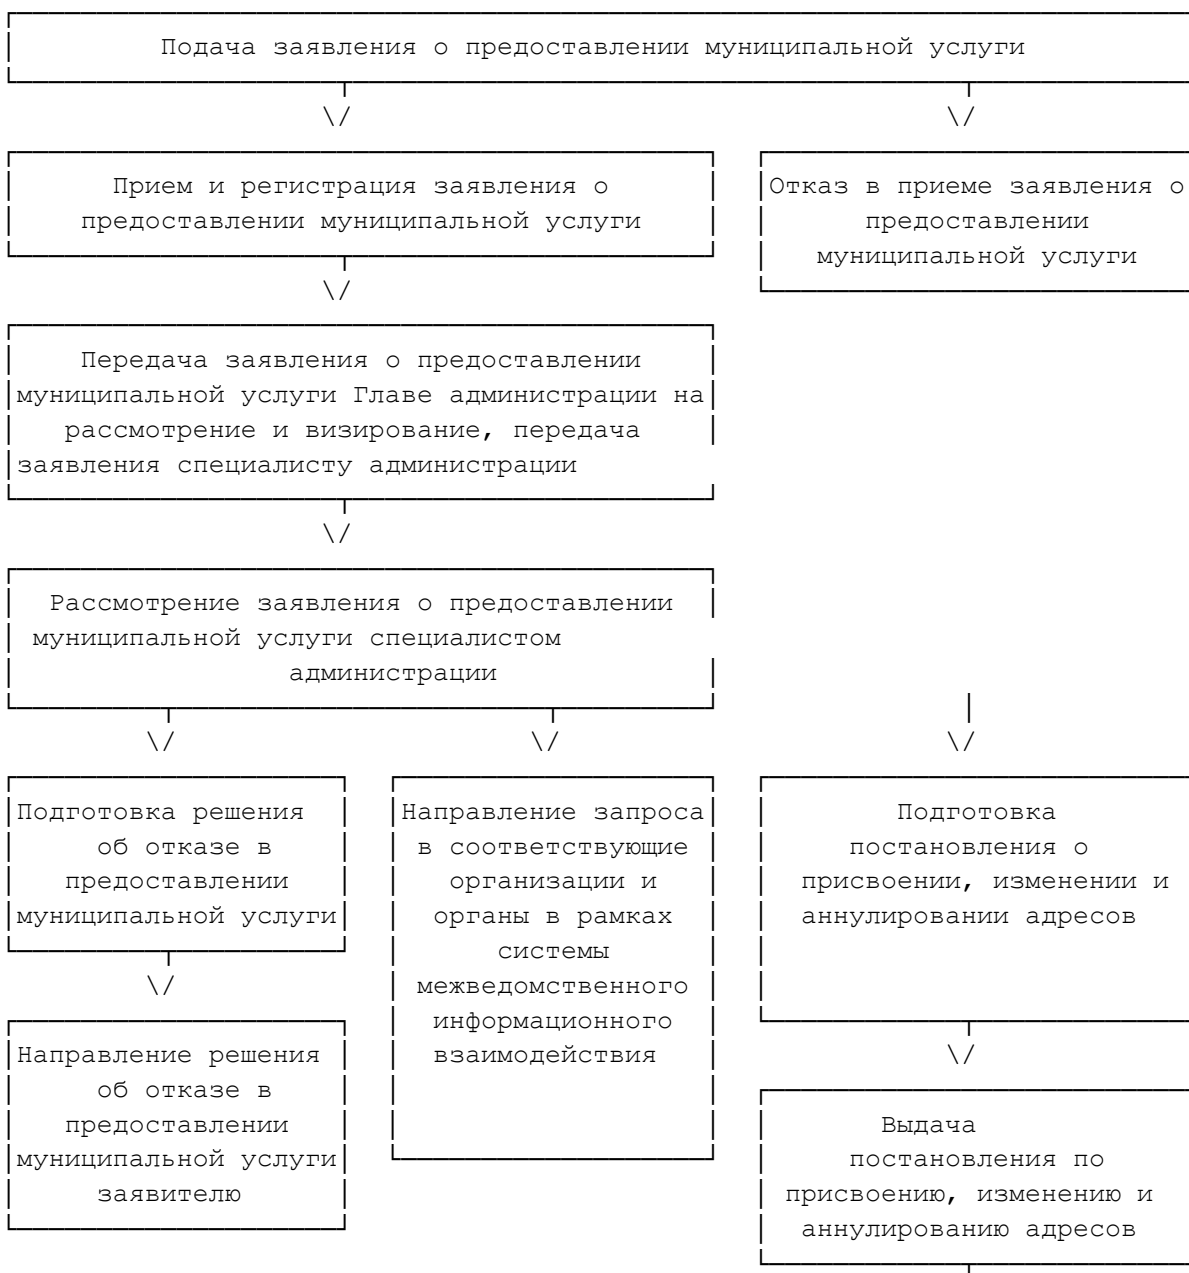 Подача заявления о предоставлении муниципальной услуги
Прием и регистрация заявления о
предоставлении муниципальной услуги
Отказ в приеме заявления о
предоставлении
муниципальной услуги
Передача заявления о предоставлении
муниципальной услуги Главе администрации на
рассмотрение и визирование, передача
заявления специалисту администрации
Рассмотрение заявления о предоставлении
муниципальной услуги специалистом
администрации
Подготовка решения
об отказе в
предоставлении
муниципальной услуги
Направление запроса
в соответствующие
организации и
органы в рамках
системы
межведомственного
информационного
взаимодействия
Подготовка
постановления о
присвоении, изменении и
аннулировании адресов
Направление решения
об отказе в
предоставлении
муниципальной услуги
заявителю
Выдача
постановления по
присвоению, изменению и
аннулированию адресов